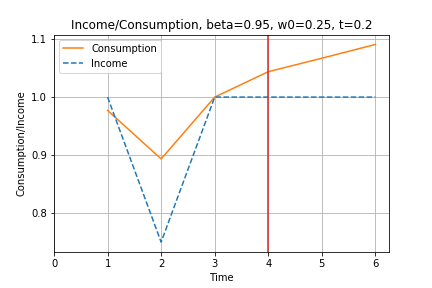 Income/Consumption, beta=0.95, w0=0.25, t=0.2
Consumption
Income
Consumption/Income
1.1
1.0
0.9
0.8
0 1 2 3 4 5 6
Time